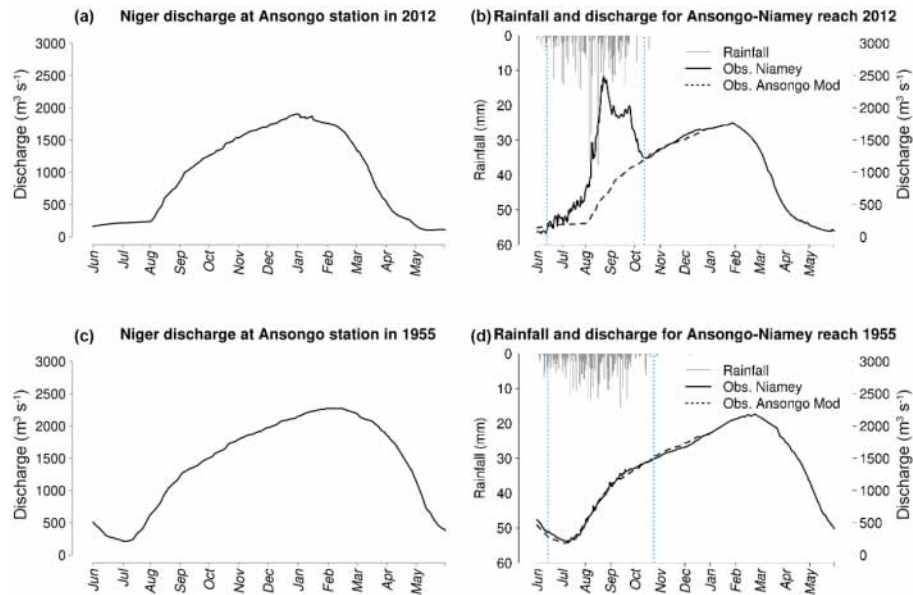 (a) Niger discharge at Ansongo station in 2012
Discharge (m³ s⁻¹)
3000
2500
2000
1500
1000
500
0
Jun Jul Aug Sep Oct Nov Dec Jan Feb Mar Apr May
(b) Rainfall and discharge for Ansongo-Niamey reach 2012
Rainfall (mm)
0
10
20
30
40
50
60
Rainfall
Obs. Niamey
Obs. Ansongo Mod
3000
2500
2000
1500
1000
500
0
Discharge (m³ s⁻¹)
Jun Jul Aug Sep Oct Nov Dec Jan Feb Mar Apr May
(c) Niger discharge at Ansongo station in 1955
Discharge (m³ s⁻¹)
3000
2500
2000
1500
1000
500
0
Jun Jul Aug Sep Oct Nov Dec Jan Feb Mar Apr May
(d) Rainfall and discharge for Ansongo-Niamey reach 1955
Rainfall (mm)
0
10
20
30
40
50
60
Rainfall
Obs. Niamey
Obs. Ansongo Mod
3000
2500
2000
1500
1000
500
0
Discharge (m³ s⁻¹)
Jun Jul Aug Sep Oct Nov Dec Jan Feb Mar Apr May